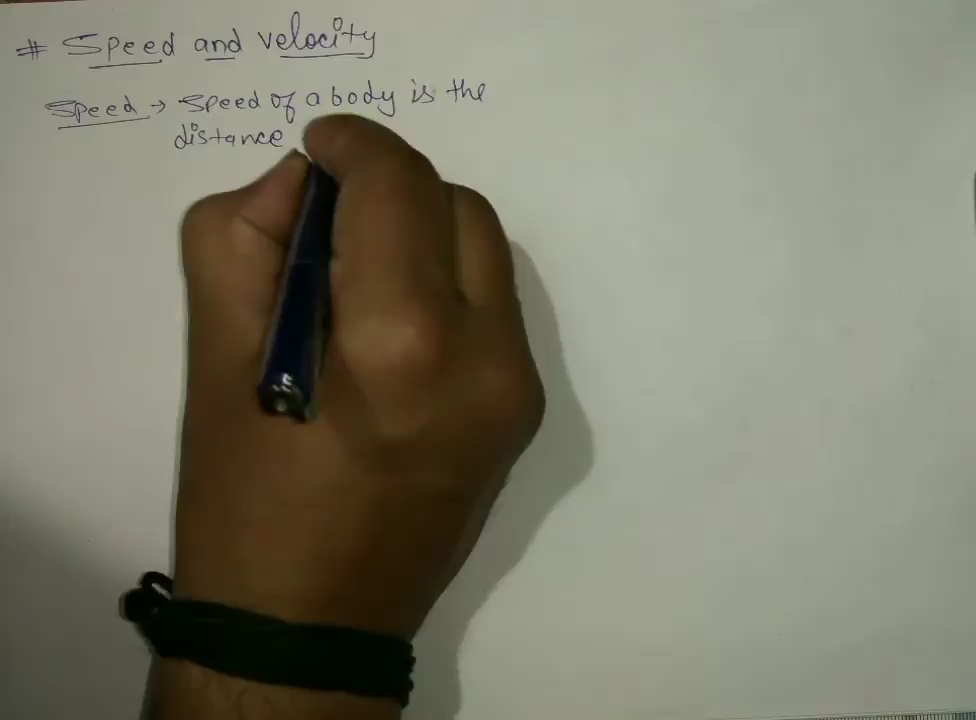 # Speed and velocity
Speed → Speed of a body is the
distance